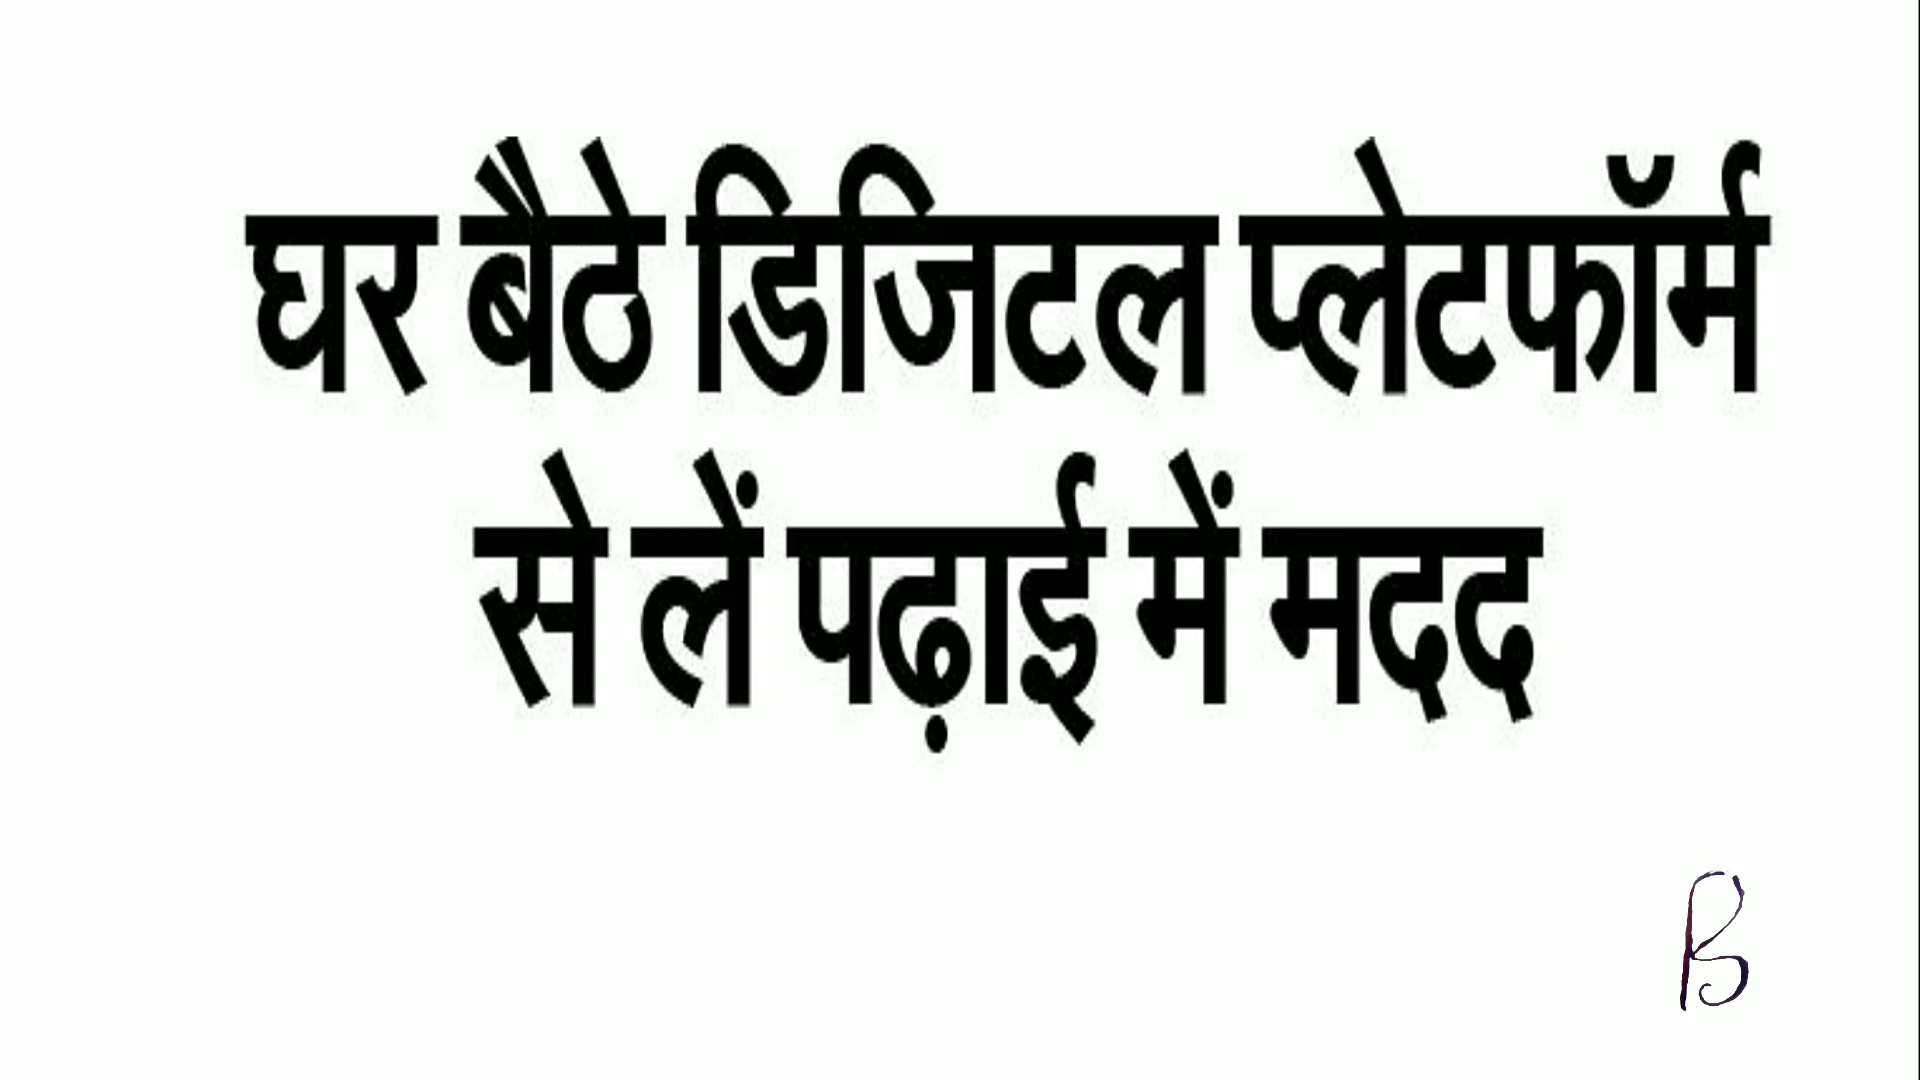 घर बैठे डिजिटल प्लेटफॉर्म
से लें पढ़ाई में मदद
B